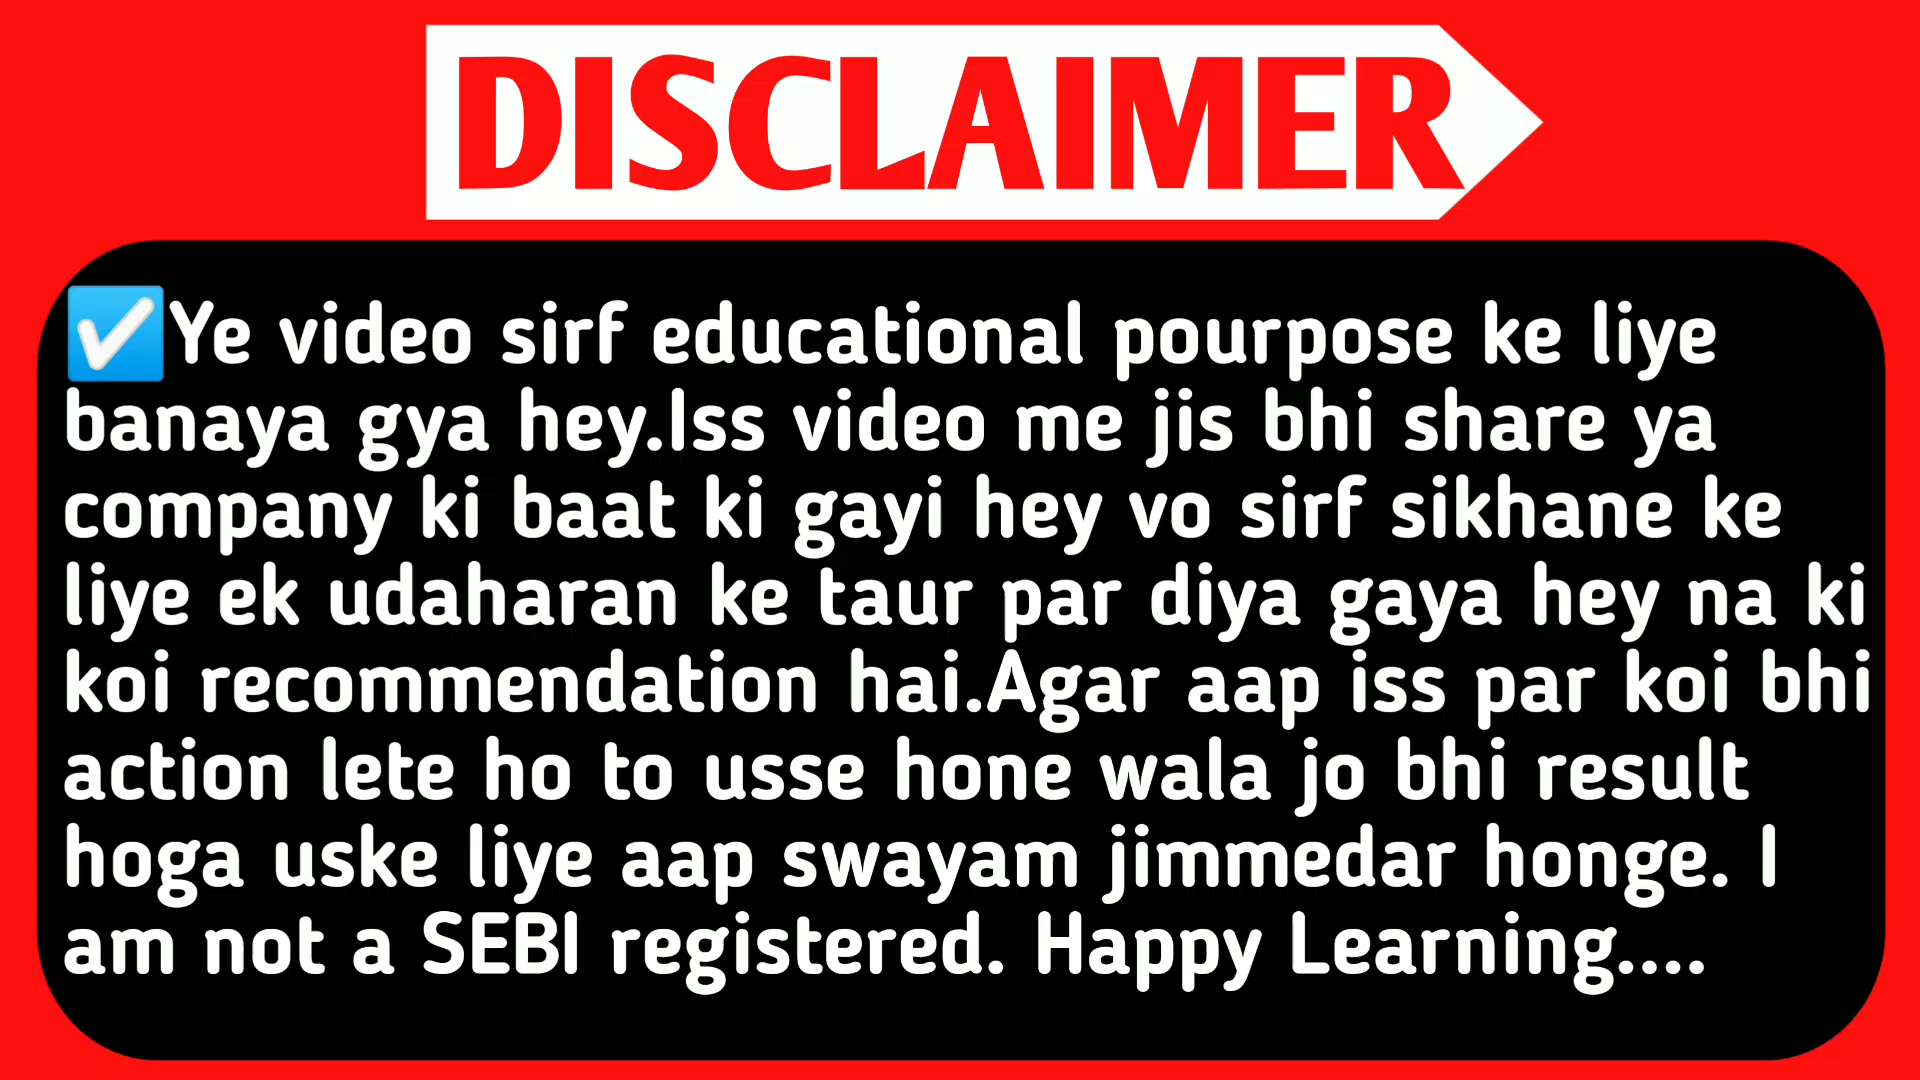 DISCLAIMER
✅Ye video sirf educational pourpose ke liye
banaya gya hey.Iss video me jis bhi share ya
company ki baat ki gayi hey vo sirf sikhane ke
liye ek udaharan ke taur par diya gaya hey na ki
koi recommendation hai.Agar aap iss par koi bhi
action lete ho to usse hone wala jo bhi result
hoga uske liye aap swayam jimmedar honge. I
am not a SEBI registered. Happy Learning....